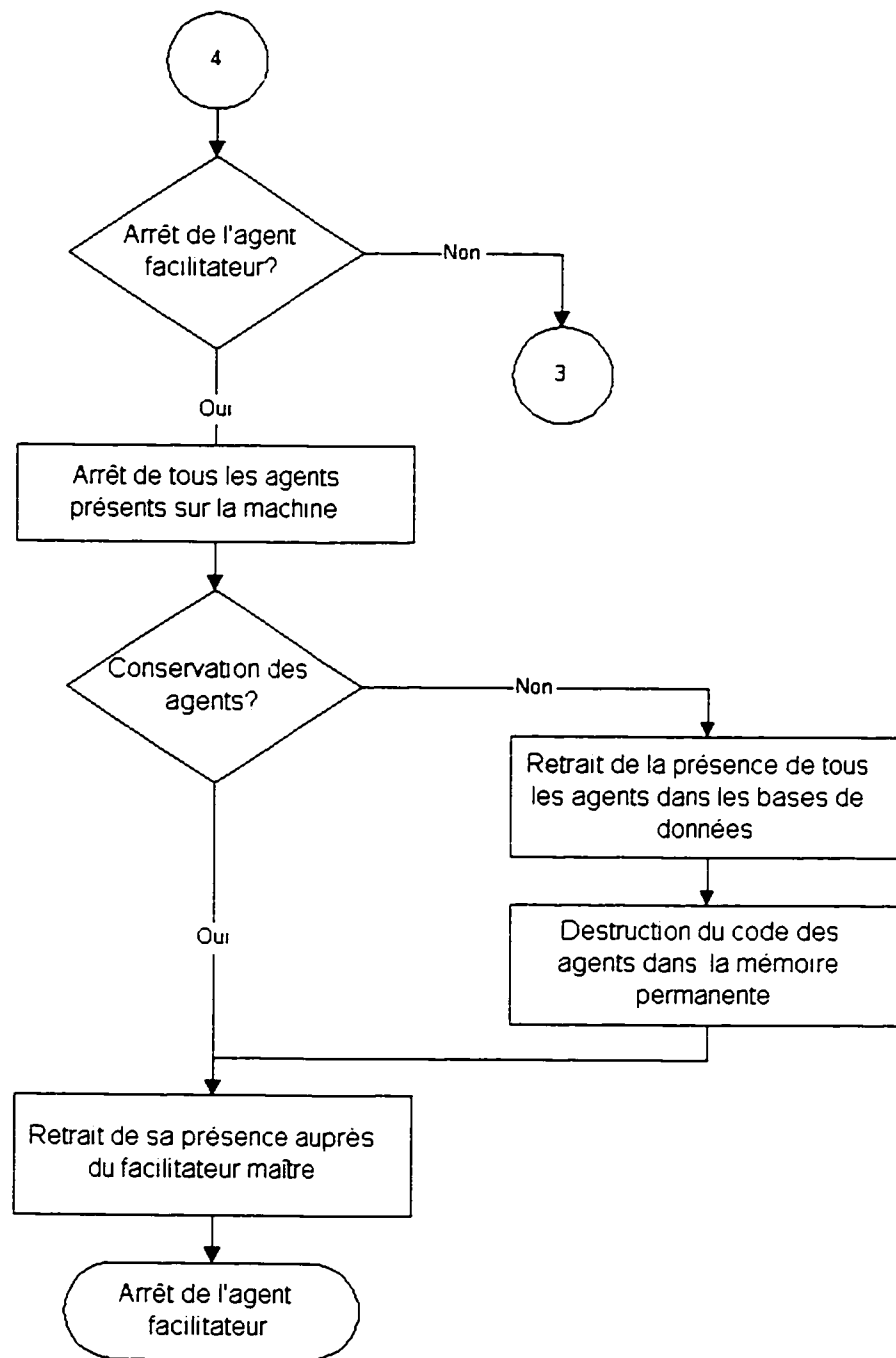 4
Arrêt de l'agent
facilitateur?
Non
3
Oui
Arrêt de tous les agents
présents sur la machine
Conservation des
agents?
Non
Retrait de la présence de tous
les agents dans les bases de
données
Oui
Destruction du code des
agents dans la mémoire
permanente
Retrait de sa présence auprès
du facilitateur maître
Arrêt de l'agent
facilitateur